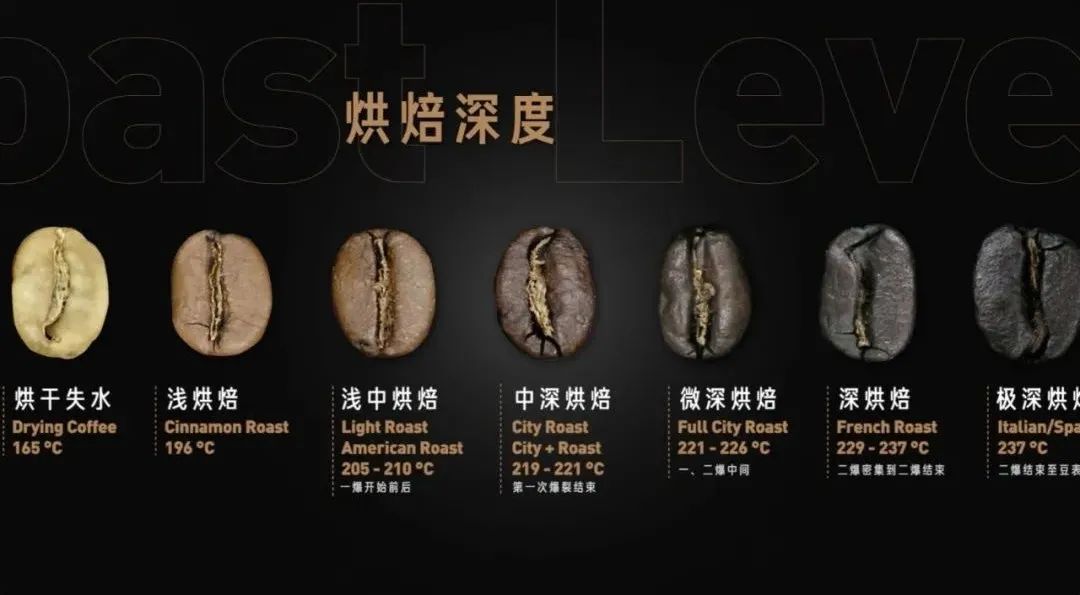 oast Leve
烘焙深度
烘干失水
Drying Coffee
165 °C
浅烘焙
Cinnamon Roast
196 °C
浅中烘焙
Light Roast
American Roast
205 - 210 °C
一爆开始前后
中深烘焙
City Roast
City + Roast
219 - 221 °C
第一次爆裂结束
微深烘焙
Full City Roast
221 - 226 °C
一、二爆中间
深烘焙
French Roast
229 - 237 °C
二爆密集到二爆结束
极深烘
Italian/Spa
237 °C
二爆结束至豆表